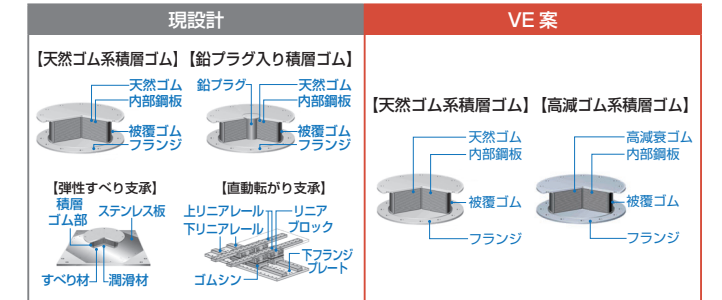 現設計
VE案
【天然ゴム系積層ゴム】
天然ゴム
内部鋼板
被覆ゴム
フランジ
【鉛プラグ入り積層ゴム】
鉛プラグ
天然ゴム
内部鋼板
被覆ゴム
フランジ
【弾性すべり支承】
積層
ゴム部
ステンレス板
すべり材
潤滑材
【直動転がり支承】
上リニアレール
下リニアレール
リニア
ブロック
下フランジ
プレート
ゴムシン
【天然ゴム系積層ゴム】
天然ゴム
内部鋼板
被覆ゴム
フランジ
【高減ゴム系積層ゴム】
高減衰ゴム
内部鋼板
被覆ゴム
フランジ